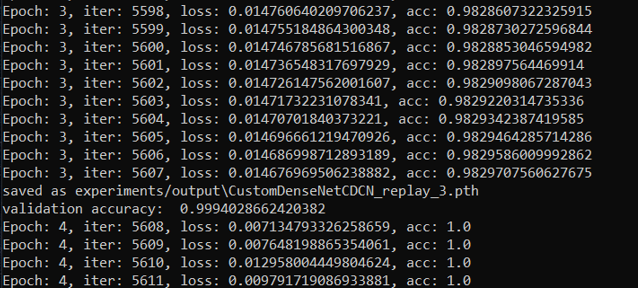 Epoch: 3, iter: 5598, loss: 0.014760640209706237, acc: 0.9828607322325915
Epoch: 3, iter: 5599, loss: 0.014755184864300348, acc: 0.9828730272596844
Epoch: 3, iter: 5600, loss: 0.014746785681516867, acc: 0.9828853046594982
Epoch: 3, iter: 5601, loss: 0.014736548317697929, acc: 0.982897564469914
Epoch: 3, iter: 5602, loss: 0.014726147562001607, acc: 0.9829098067287043
Epoch: 3, iter: 5603, loss: 0.01471732231078341, acc: 0.9829220314735336
Epoch: 3, iter: 5604, loss: 0.01470701840373221, acc: 0.9829342387419585
Epoch: 3, iter: 5605, loss: 0.014696661219470926, acc: 0.9829464285714286
Epoch: 3, iter: 5606, loss: 0.014686998712893189, acc: 0.9829586009992862
Epoch: 3, iter: 5607, loss: 0.014676969506238882, acc: 0.9829707560627675
saved as experiments/output\CustomDenseNetCDCN_replay_3.pth
validation accuracy:  0.9994028662420382
Epoch: 4, iter: 5608, loss: 0.007134793326258659, acc: 1.0
Epoch: 4, iter: 5609, loss: 0.007648198865354061, acc: 1.0
Epoch: 4, iter: 5610, loss: 0.012958004449804624, acc: 1.0
Epoch: 4, iter: 5611, loss: 0.009791719086933881, acc: 1.0